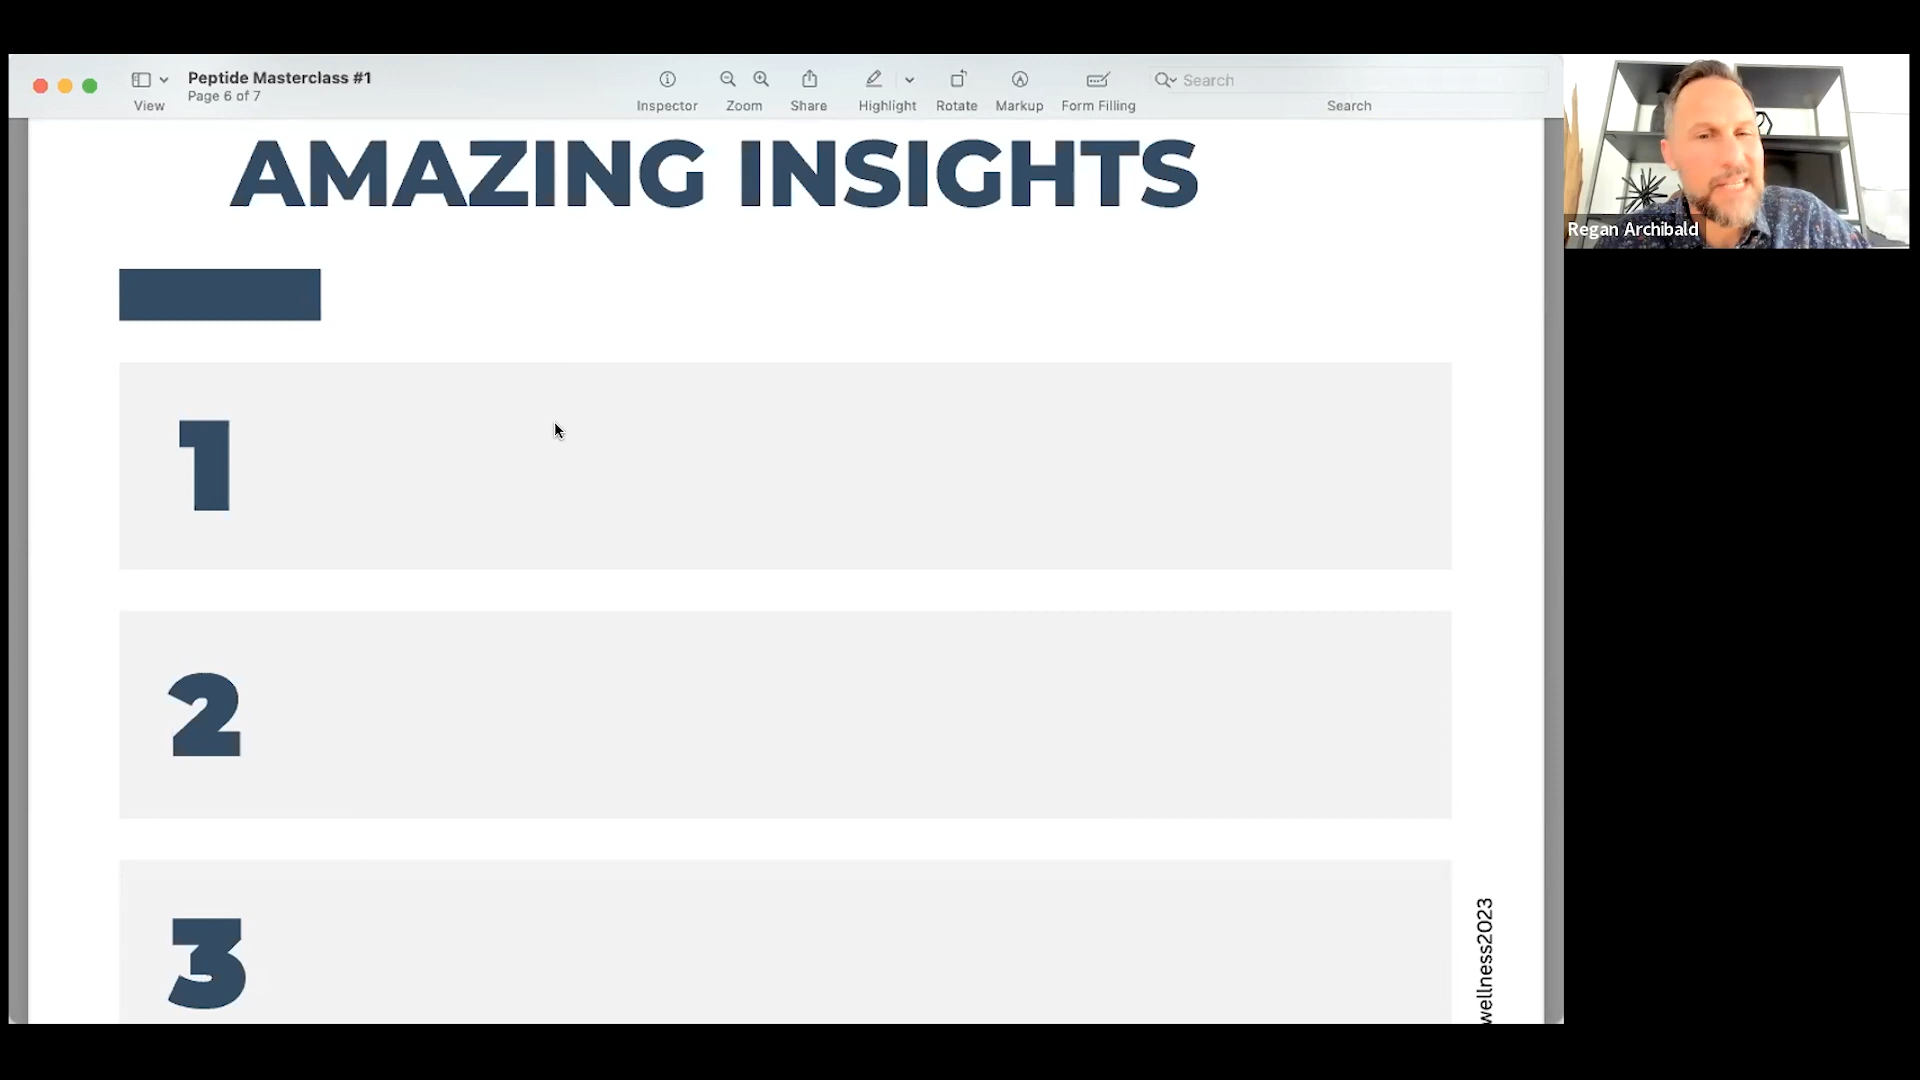 Peptide Masterclass #1
Page 6 of 7
View
Inspector
Zoom
Share
Highlight
Rotate
Markup
Form Filling
Search
Search
AMAZING INSIGHTS
1
2
3
wellness2023
Regan Archibald